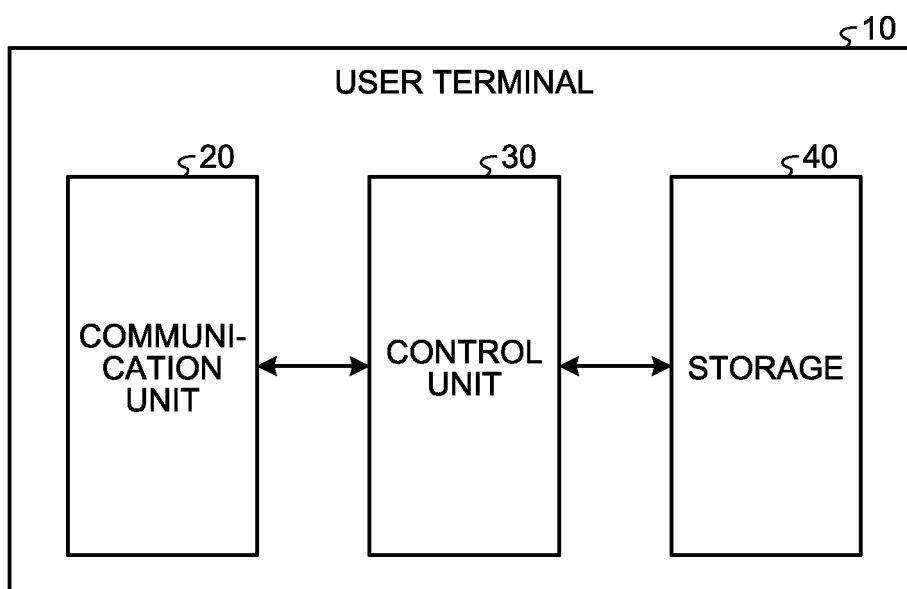 10
USER TERMINAL
20
30
40
COMMUNI-
CATION
UNIT
CONTROL
UNIT
STORAGE